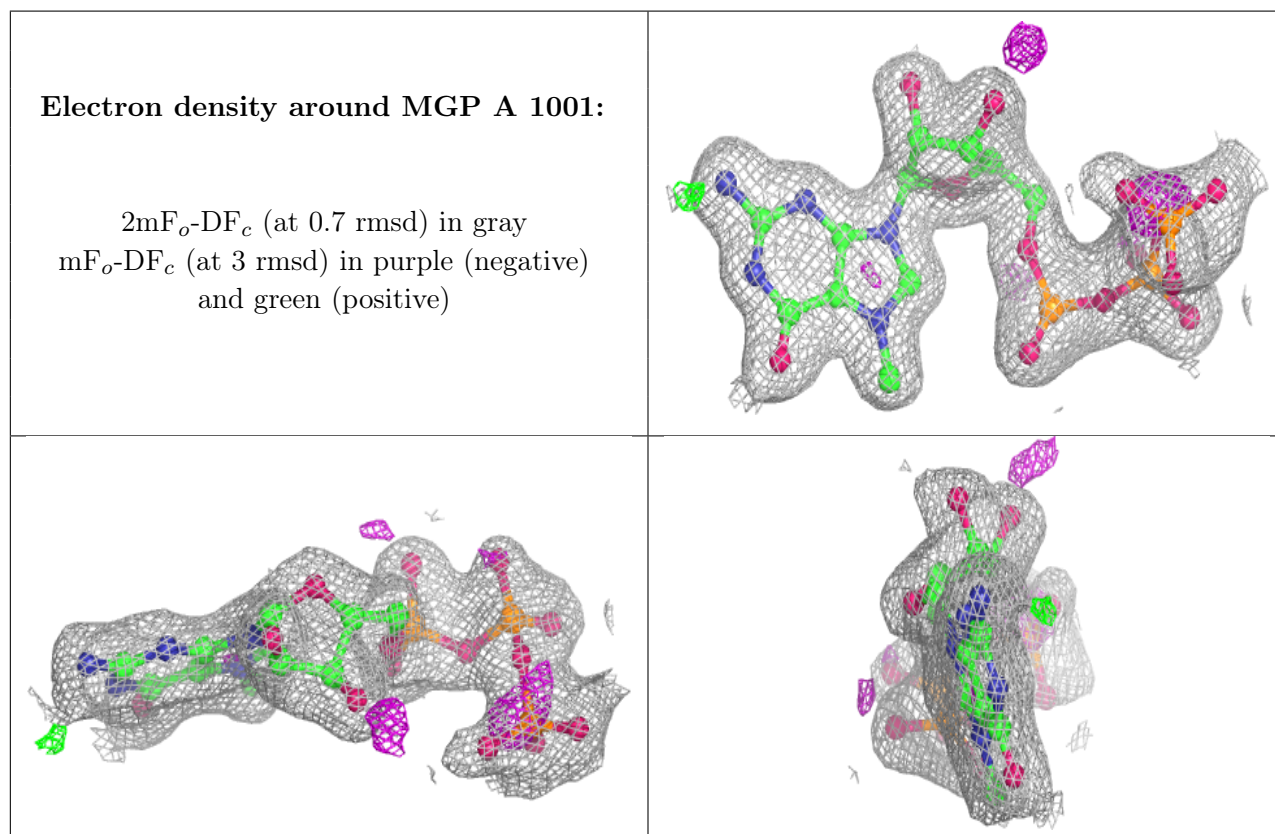 Electron density around MGP A 1001:
2mFo-DFc (at 0.7 rmsd) in gray
mFo-DFc (at 3 rmsd) in purple (negative)
and green (positive)